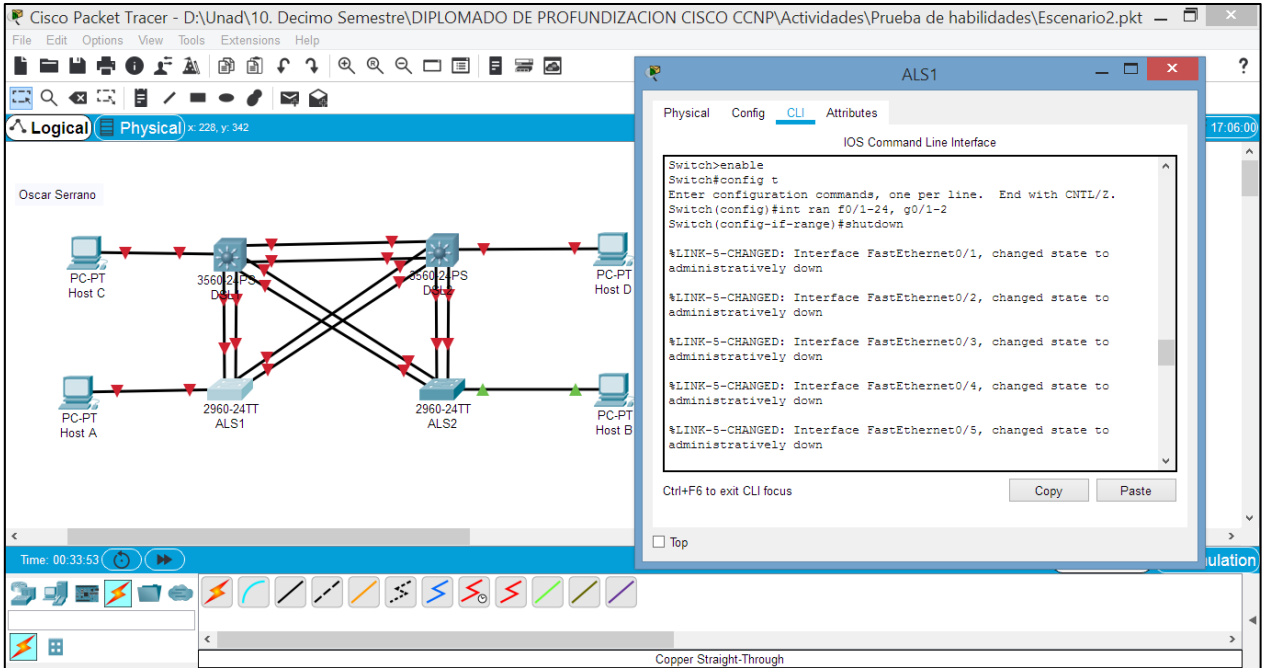 Cisco Packet Tracer - D:\Unad\10. Decimo Semestre\DIPLOMADO DE PROFUNDIZACION CISCO CCNP\Actividades\Prueba de habilidades\Escenario2.pkt
File Edit Options View Tools Extensions Help
Logical Physical x: 228, y: 342
17:06:00
Oscar Serrano
PC-PT
Host C
3560-24PS
3560-24PS
PC-PT
Host D
PC-PT
Host A
2960-24TT
ALS1
2960-24TT
ALS2
PC-PT
Host B
ALS1
Physical Config CLI Attributes
IOS Command Line Interface
Switch>enable
Switch#config t
Enter configuration commands, one per line. End with CNTL/Z.
Switch(config)#int ran f0/1-24, g0/1-2
Switch(config-if-range)#shutdown
%LINK-5-CHANGED: Interface FastEthernet0/1, changed state to
administratively down
%LINK-5-CHANGED: Interface FastEthernet0/2, changed state to
administratively down
%LINK-5-CHANGED: Interface FastEthernet0/3, changed state to
administratively down
%LINK-5-CHANGED: Interface FastEthernet0/4, changed state to
administratively down
%LINK-5-CHANGED: Interface FastEthernet0/5, changed state to
administratively down
Ctrl+F6 to exit CLI focus
Copy
Paste
Top
Time: 00:33:53
ulation
Copper Straight-Through